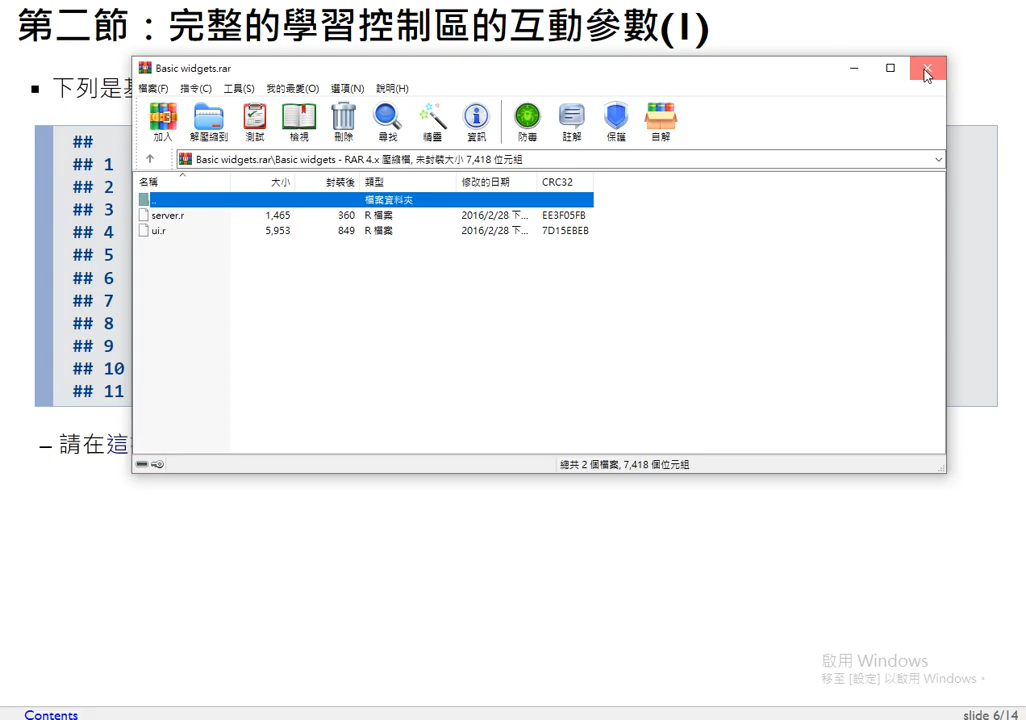 第二節：完整的學習控制區的互動參數(1)
▪ 下列是
##
## 1
## 2
## 3
## 4
## 5
## 6
## 7
## 8
## 9
## 10
## 11
– 請在這
Basic widgets.rar
檔案(F) 指令(C) 工具(S) 我的最愛(O) 選項(N) 說明(H)
加入 解壓縮到 測試 檢視 刪除 尋找 精靈 資訊 防毒 註解 保護 自解
Basic widgets.rar\Basic widgets - RAR 4.x 壓縮檔, 未封裝大小 7,418 位元組
名稱 大小 封裝後 類型 修改的日期 CRC32
.. 檔案資料夾
server.r 1,465 360 R 檔案 2016/2/28 下... EE3F05FB
ui.r 5,953 849 R 檔案 2016/2/28 下... 7D15EBEB
總共 2 個檔案, 7,418 個位元組
啟用 Windows
移至 [設定] 以啟用 Windows。
Contents
slide 6/14